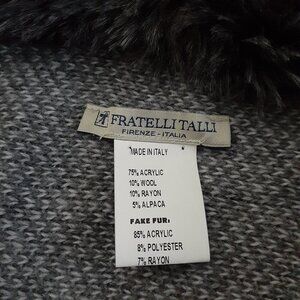 FRATELLI TALLI
FIRENZE - ITALIA
MADE IN ITALY
75% ACRYLIC
10% WOOL
10% RAYON
5% ALPACA
FAKE FUR:
85% ACRYLIC
8% POLYESTER
7% RAYON